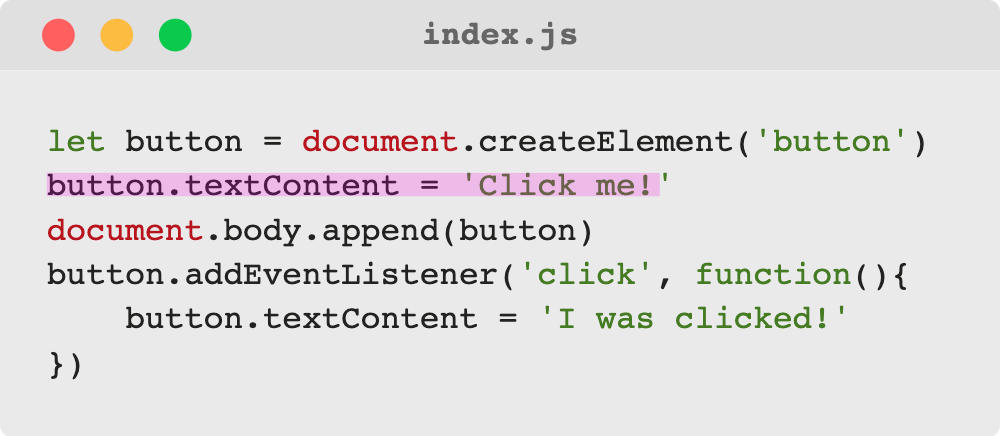 index.js
let button = document.createElement('button')
button.textContent = 'Click me!'
document.body.append(button)
button.addEventListener('click', function(){
    button.textContent = 'I was clicked!'
})